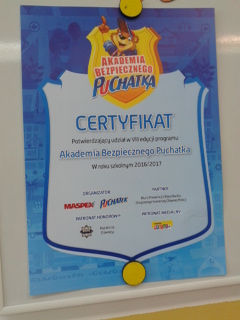 AKADEMIA
BEZPIECZNEGO
PUCHATKA
CERTYFIKAT
Potwierdzający udział w VIII edycji programu
Akademia Bezpiecznego Puchatka
W roku szkolnym 2016/2017
ORGANIZATOR
PARTNER
MASPEX PUCHATEK
PATRONAT HONOROWY
PATRONAT MEDIALNY